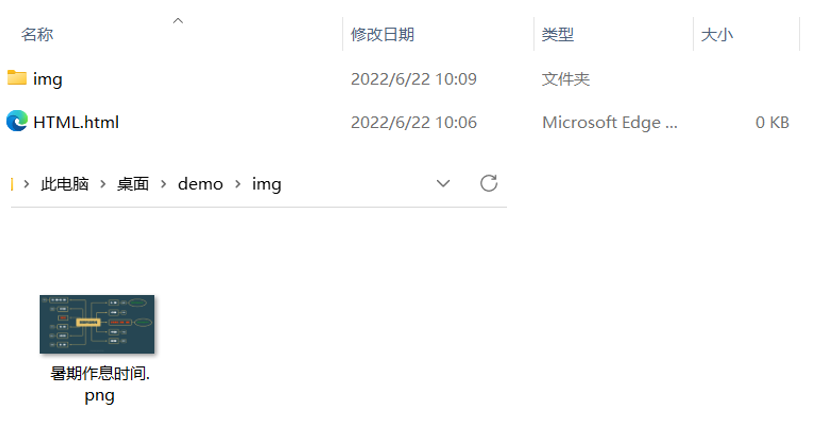 名称 修改日期 类型 大小
img 2022/6/22 10:09 文件夹
HTML.html 2022/6/22 10:06 Microsoft Edge ... 0 KB
此电脑 桌面 demo img
暑期作息时间.
png